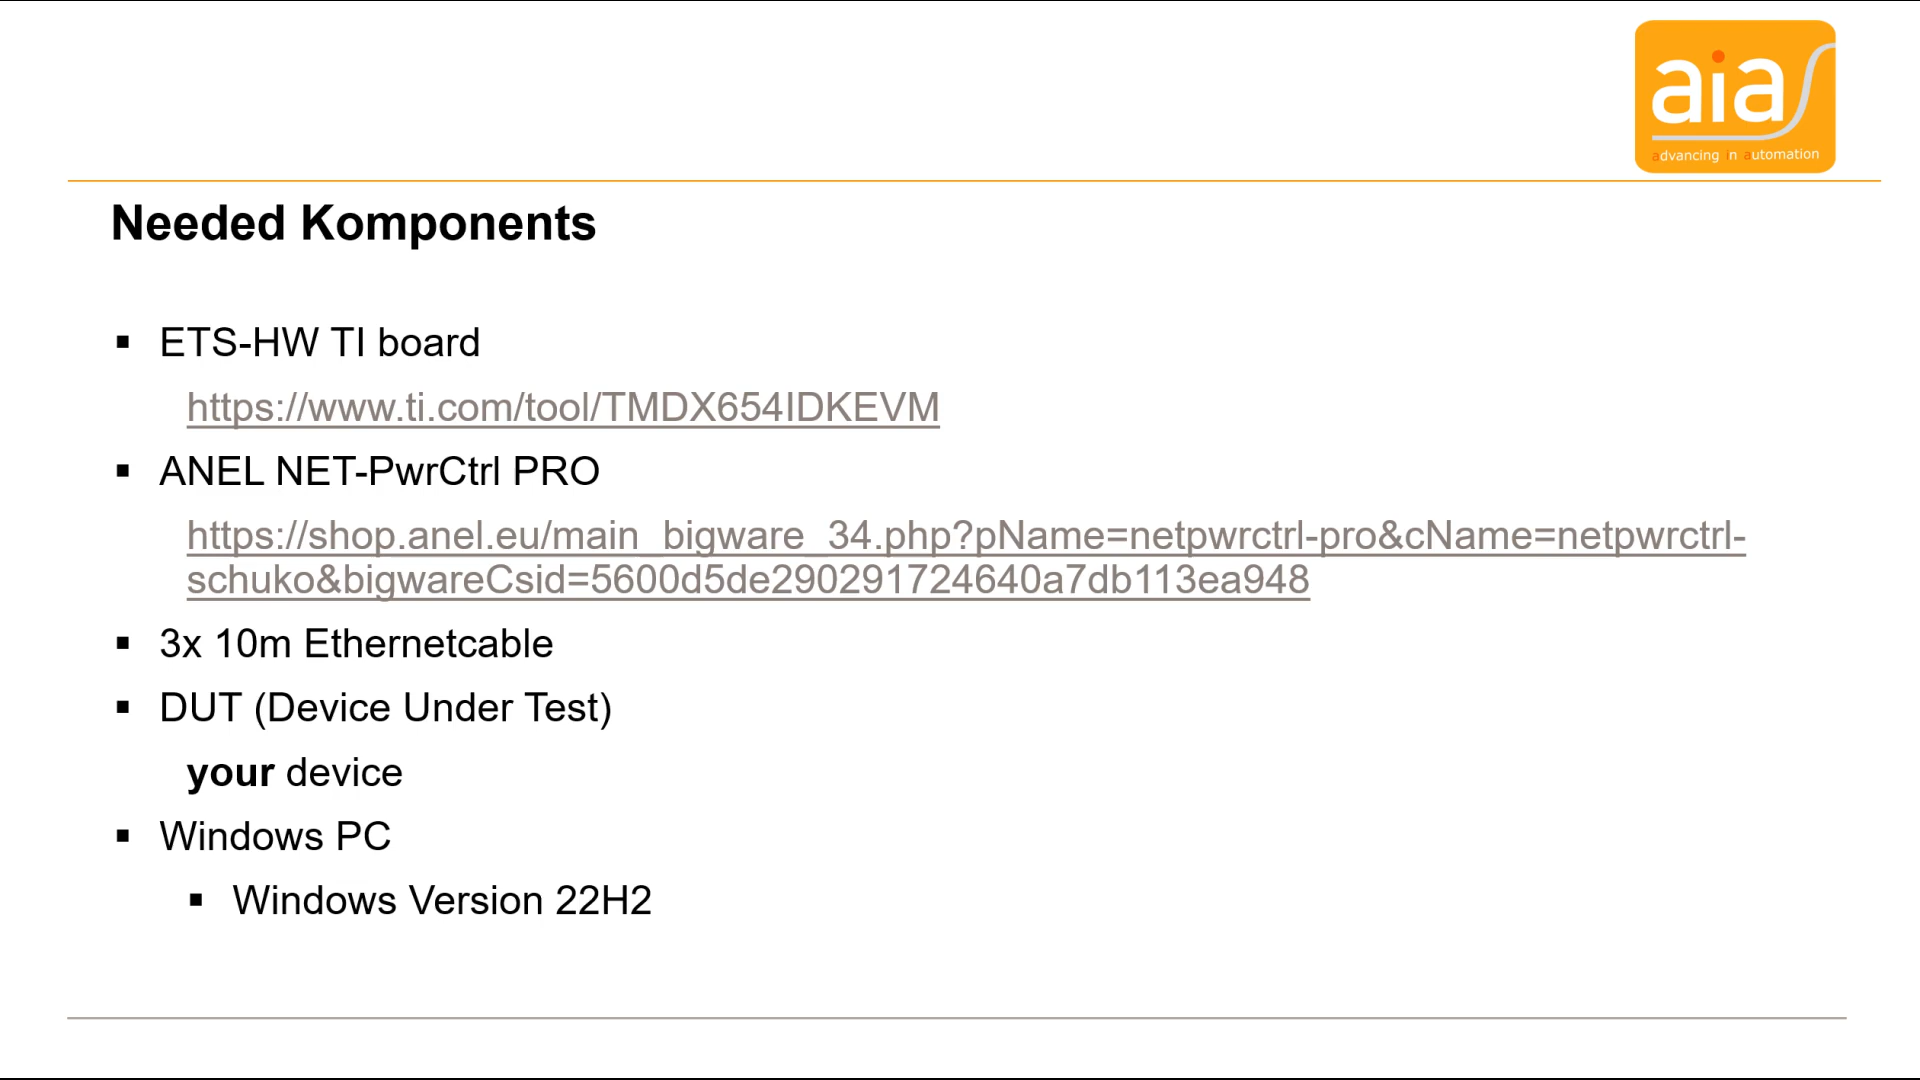 aia
advancing in automation
Needed Komponents
▪ ETS-HW TI board
https://www.ti.com/tool/TMDX654IDKEVM
▪ ANEL NET-PwrCtrl PRO
https://shop.anel.eu/main_bigware_34.php?pName=netpwrctrl-pro&cName=netpwrctrl-
schuko&bigwareCsid=5600d5de290291724640a7db113ea948
▪ 3x 10m Ethernetcable
▪ DUT (Device Under Test)
your device
▪ Windows PC
▪ Windows Version 22H2